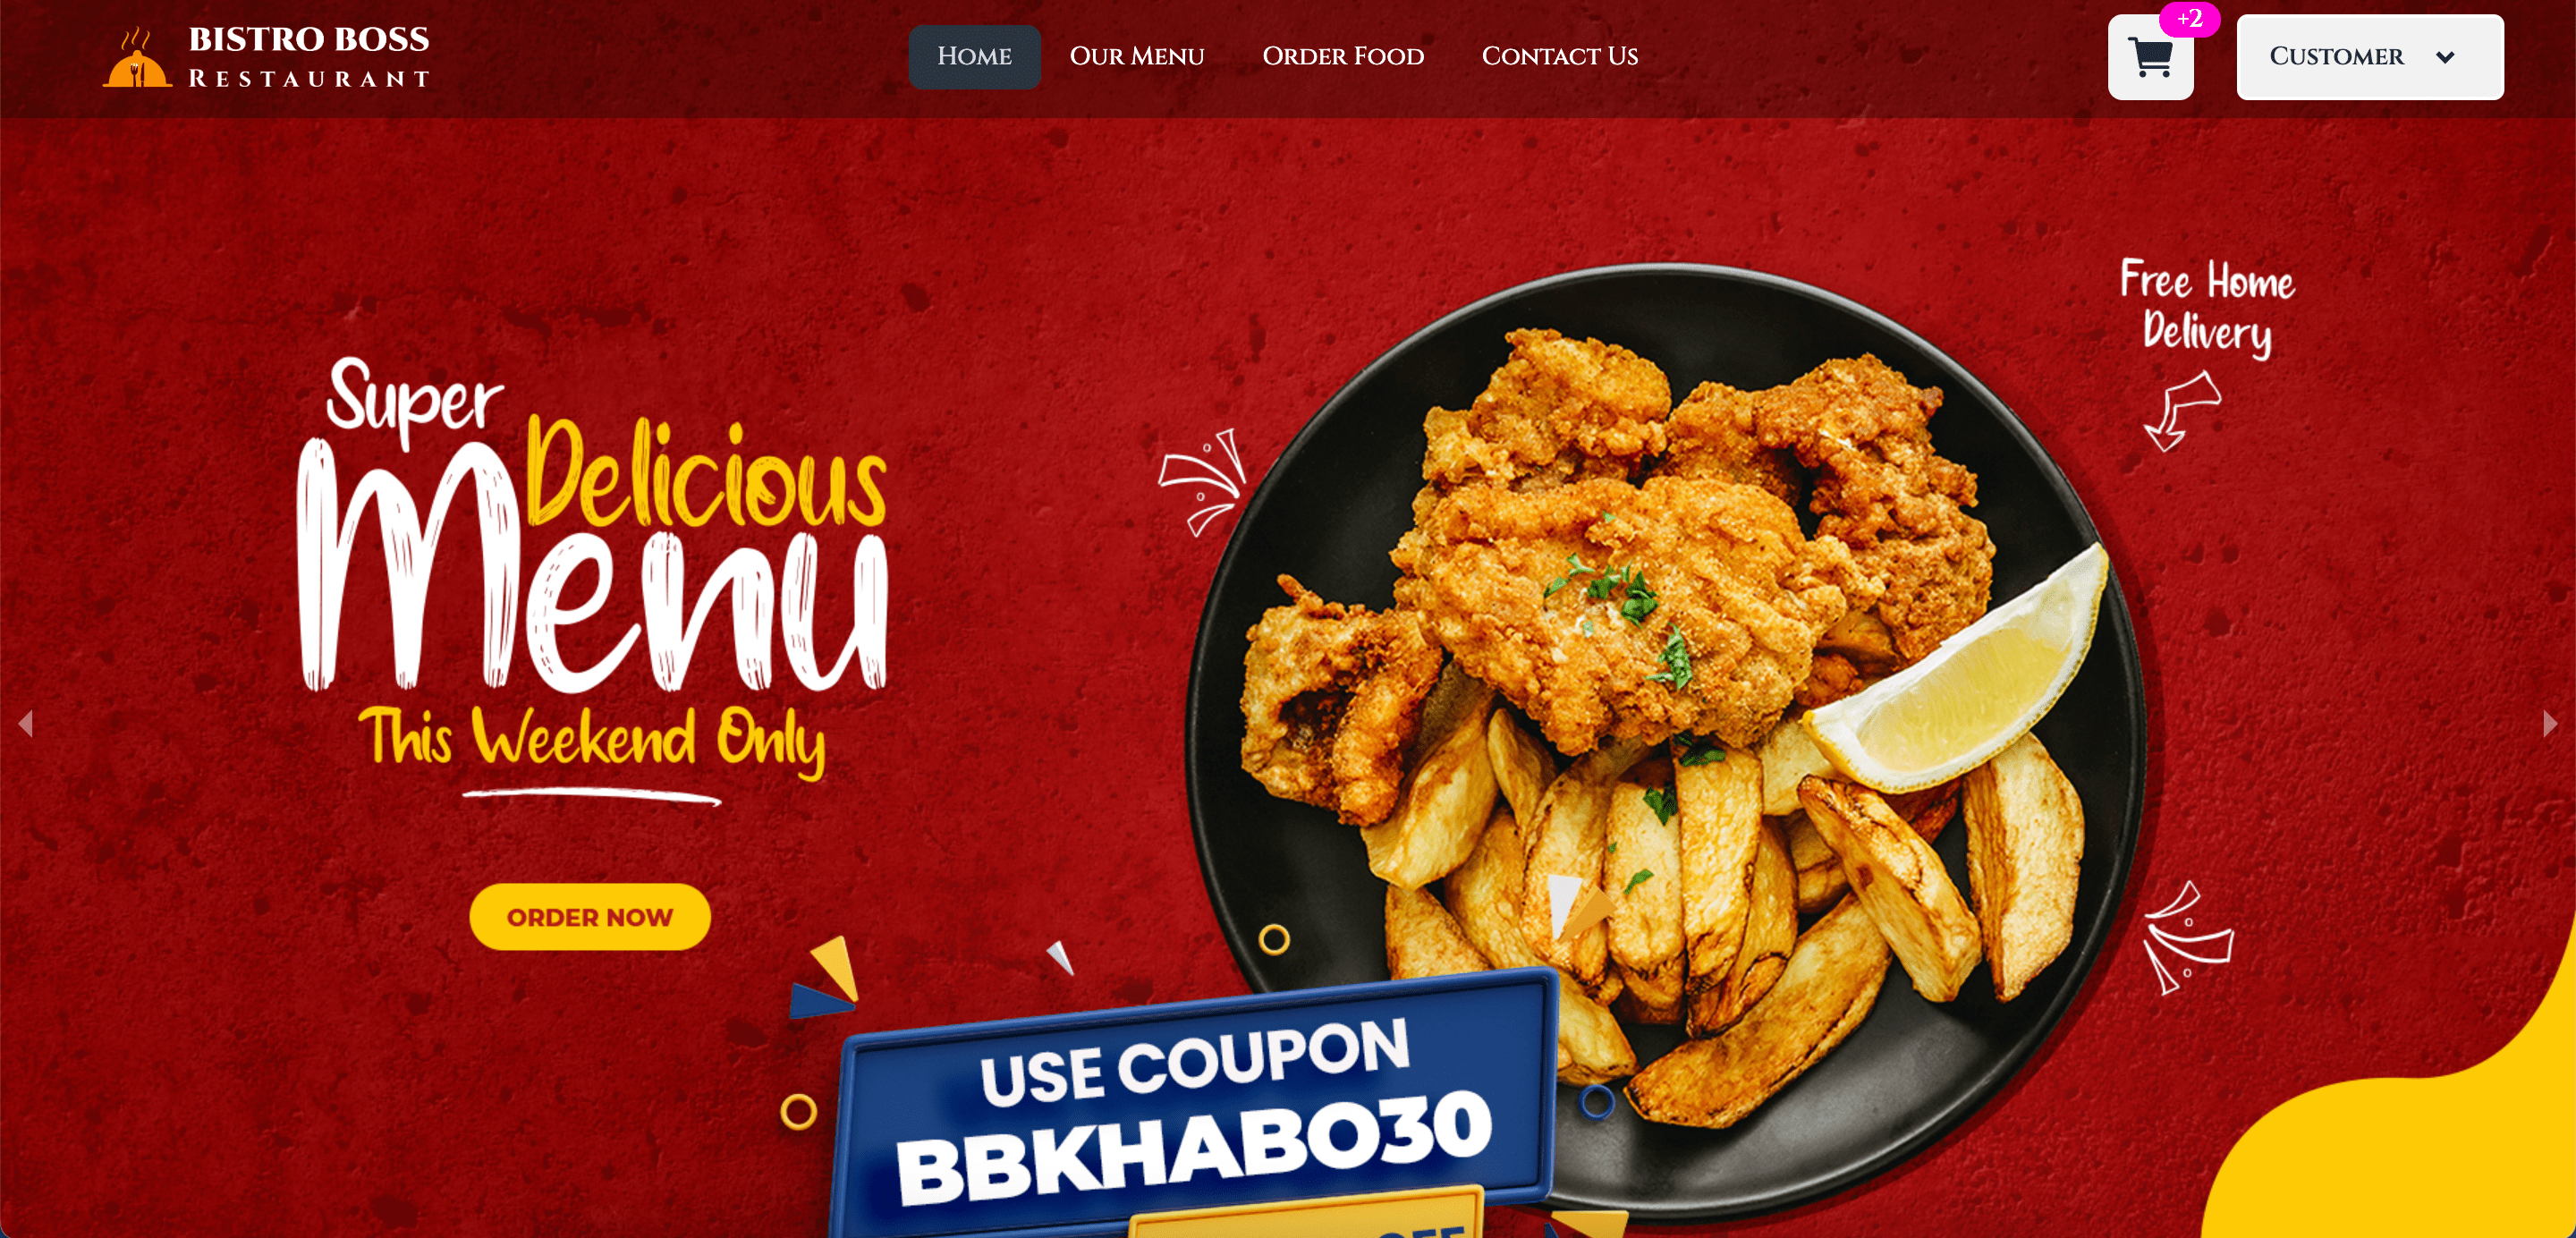 BISTRO BOSS
RESTAURANT
HOME
OUR MENU
ORDER FOOD
CONTACT US
+2
CUSTOMER
Free Home
Delivery
Super
Delicious
Menu
This Weekend Only
ORDER NOW
USE COUPON
BBKHABO30